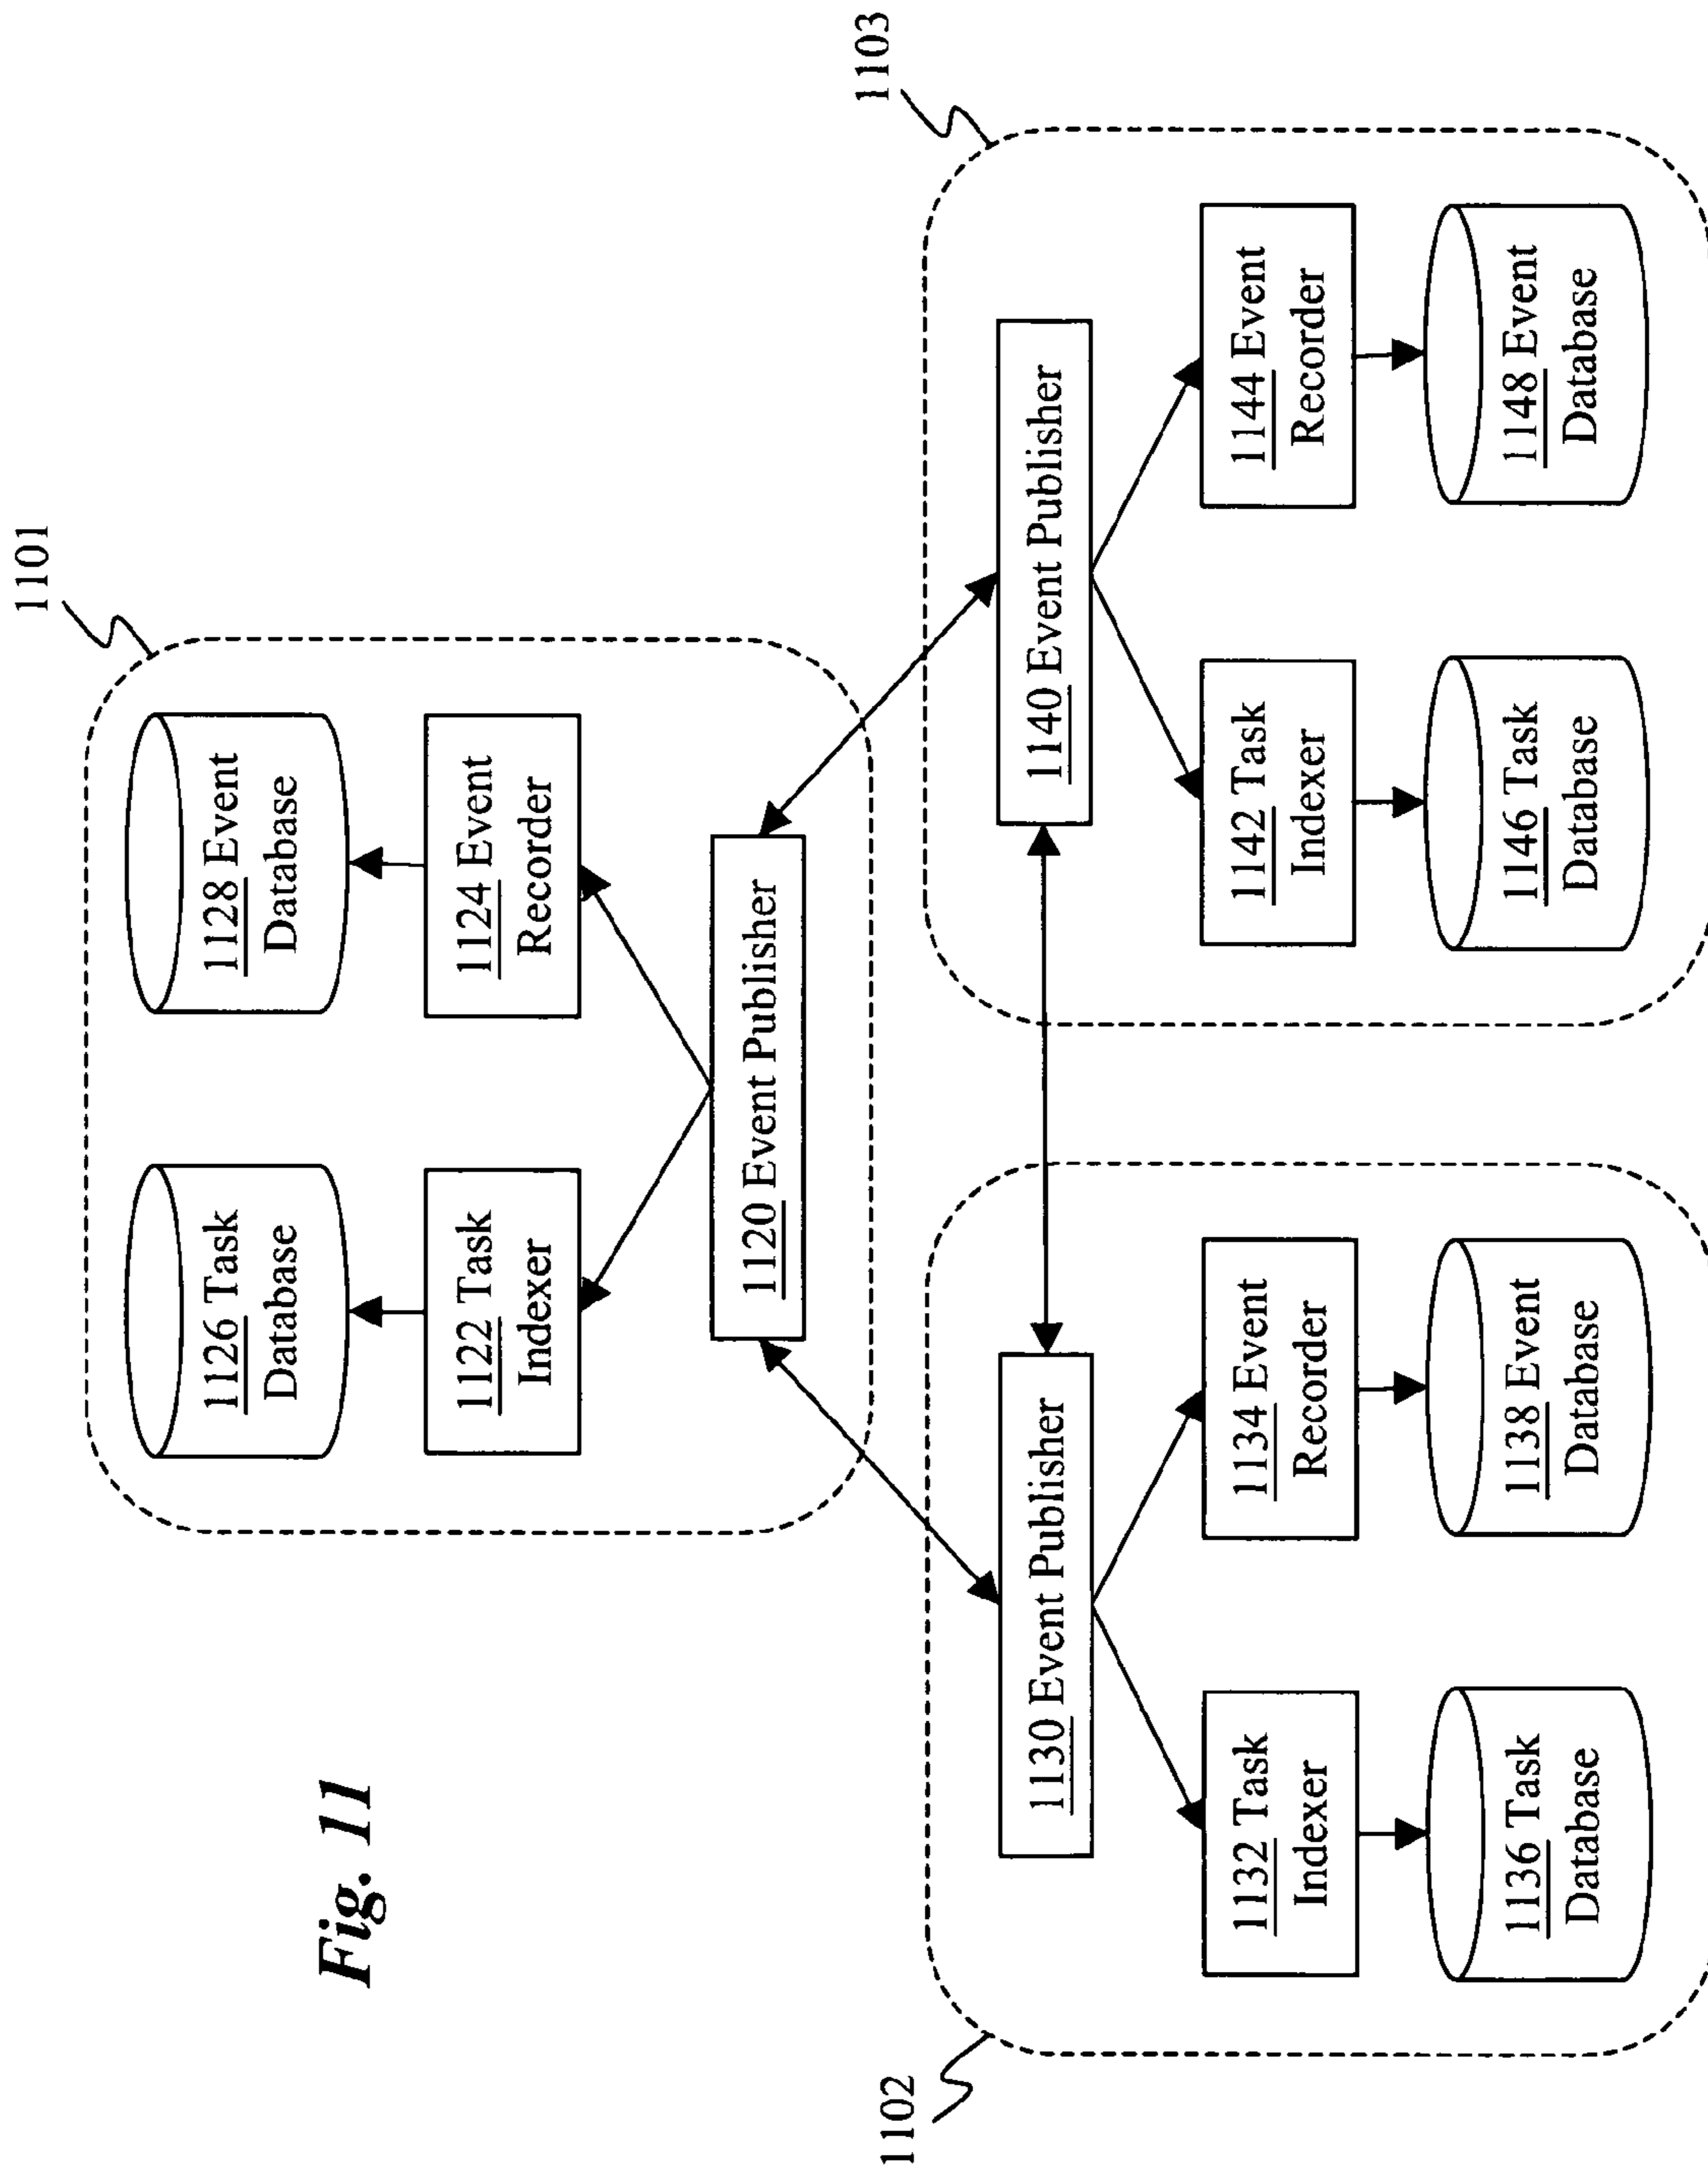 Fig. 11
1101
1126 Task
Database
1128 Event
Database
1122 Task
Indexer
1124 Event
Recorder
1120 Event Publisher
1102
1130 Event Publisher
1132 Task
Indexer
1134 Event
Recorder
1136 Task
Database
1138 Event
Database
1103
1140 Event Publisher
1142 Task
Indexer
1144 Event
Recorder
1146 Task
Database
1148 Event
Database